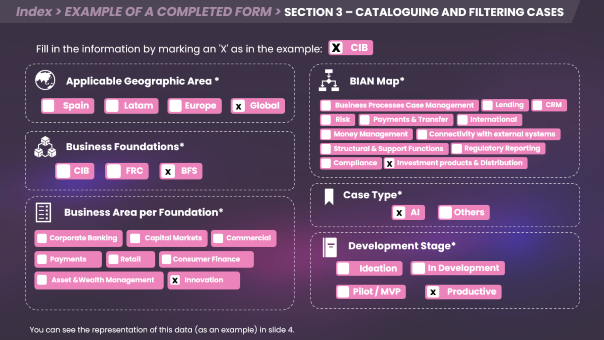 Index > EXAMPLE OF A COMPLETED FORM > SECTION 3 – CATALOGUING AND FILTERING CASES
Fill in the information by marking an 'X' as in the example: X CIB
Applicable Geographic Area *
Spain Latam Europe X Global
Business Foundations*
CIB FRC X BFS
Business Area per Foundation*
Corporate Banking Capital Markets Commercial
Payments Retail Consumer Finance
Asset &Wealth Management X Innovation
BIAN Map*
Business Processes Case Management Lending CRM
Risk Payments & Transfer International
Money Management Connectivity with external systems
Structural & Support Functions Regulatory Reporting
Compliance X Investment products & Distribution
Case Type*
X AI Others
Development Stage*
Ideation In Development
Pilot / MVP X Productive
You can see the representation of this data (as an example) in slide 4.